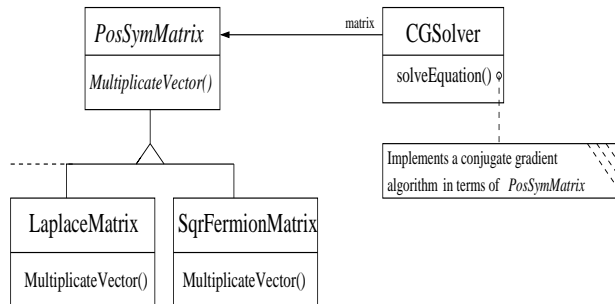 PosSymMatrix
MultiplicateVector()
matrix
CGSolver
solveEquation()
Implements a conjugate gradient
algorithm in terms of PosSymMatrix
LaplaceMatrix
MultiplicateVector()
SqrFermionMatrix
MultiplicateVector()